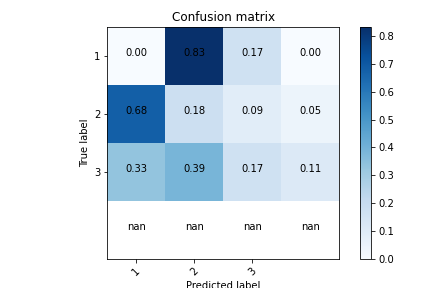 Confusion matrix
1 0.00 0.83 0.17 0.00
2 0.68 0.18 0.09 0.05
3 0.33 0.39 0.17 0.11
nan nan nan nan
1 2 3
True label
Predicted label
0.8
0.7
0.6
0.5
0.4
0.3
0.2
0.1
0.0